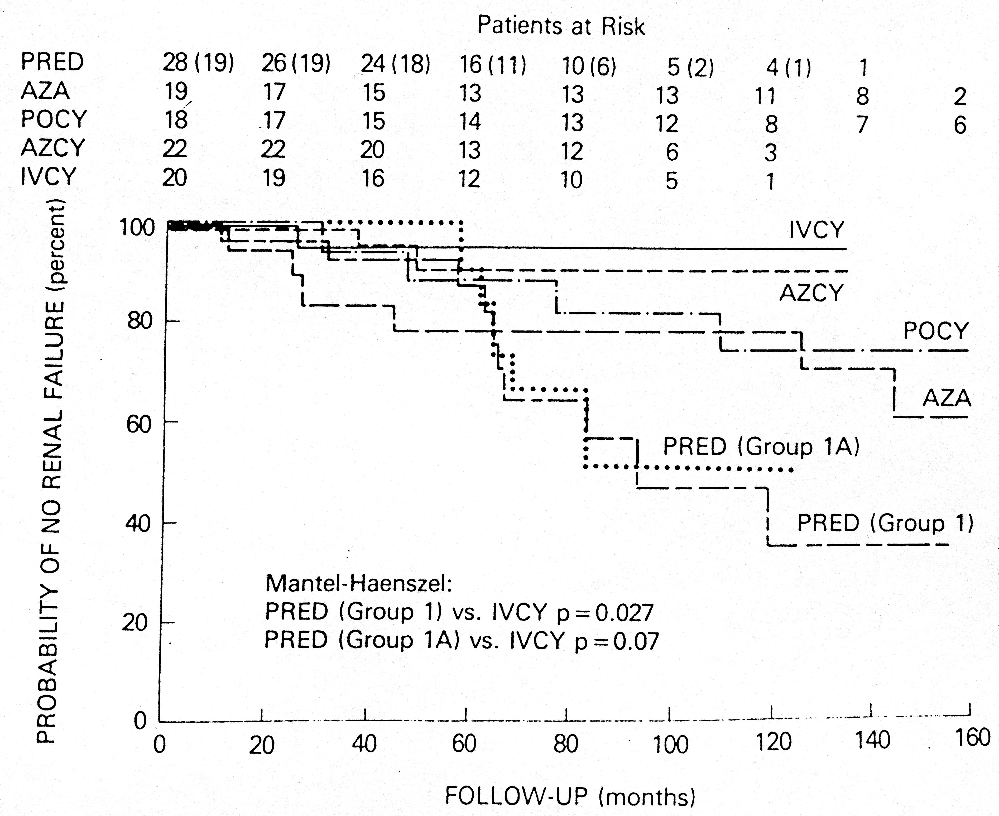 Patients at Risk
PRED 28 (19) 26 (19) 24 (18) 16 (11) 10 (6) 5 (2) 4 (1) 1
AZA 19 17 15 13 13 13 11 8 2
POCY 18 17 15 14 13 12 8 7 6
AZCY 22 22 20 13 12 6 3
IVCY 20 19 16 12 10 5 1
PROBABILITY OF NO RENAL FAILURE (percent)
100
80
60
40
20
0
IVCY
AZCY
POCY
AZA
PRED (Group 1A)
PRED (Group 1)
Mantel-Haenszel:
PRED (Group 1) vs. IVCY p=0.027
PRED (Group 1A) vs. IVCY p=0.07
0 20 40 60 80 100 120 140 160
FOLLOW-UP (months)